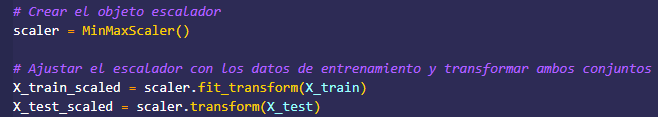 # Crear el objeto escalador
scaler = MinMaxScaler()
# Ajustar el escalador con los datos de entrenamiento y transformar ambos conjuntos
X_train_scaled = scaler.fit_transform(X_train)
X_test_scaled = scaler.transform(X_test)